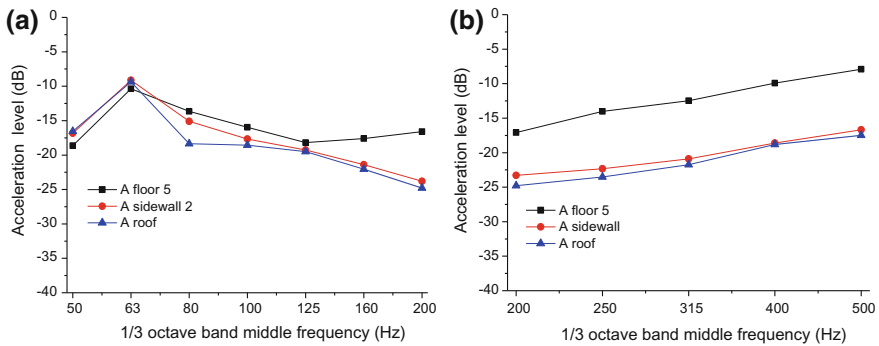 (a)
0
-5
-10
-15
-20
-25
-30
-35
-40
Acceleration level (dB)
A floor 5
A sidewall 2
A roof
50 63 80 100 125 160 200
1/3 octave band middle frequency (Hz)
(b)
0
-5
-10
-15
-20
-25
-30
-35
-40
Acceleration level (dB)
A floor 5
A sidewall
A roof
200 250 315 400 500
1/3 octave band middle frequency (Hz)